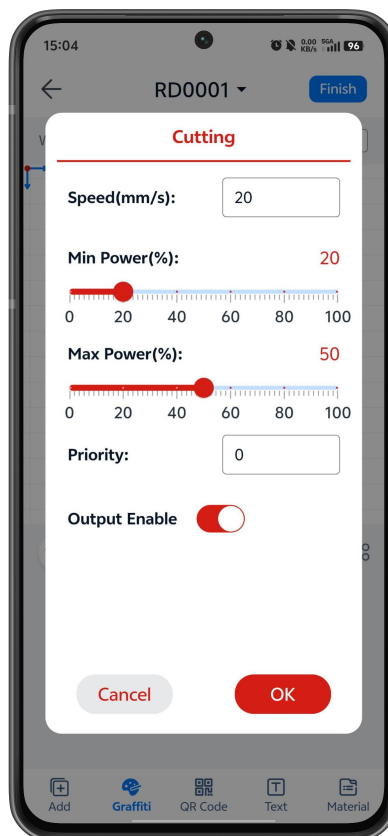 15:04 0.00 KB/s 5GA 96
RD0001 Finish
Cutting
Speed(mm/s): 20
Min Power(%): 20
0 20 40 60 80 100
Max Power(%): 50
0 20 40 60 80 100
Priority: 0
Output Enable
Cancel OK
Add Graffiti QR Code Text Material